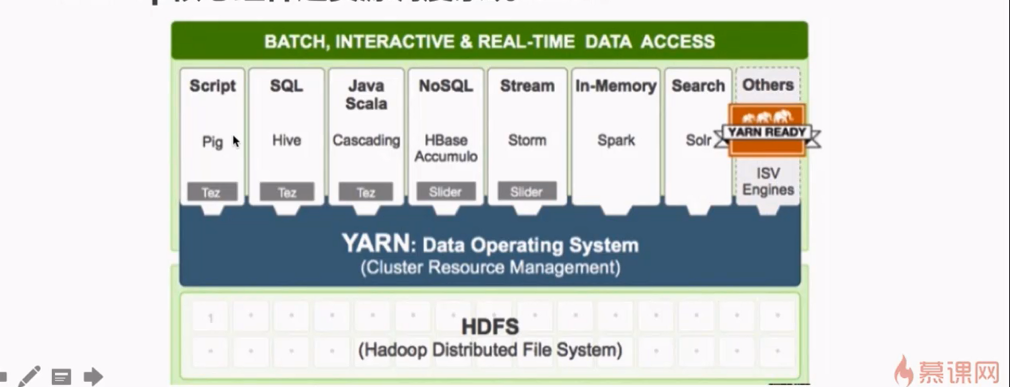 BATCH, INTERACTIVE & REAL-TIME DATA ACCESS
Script
Pig
Tez
SQL
Hive
Tez
Java
Scala
Cascading
Tez
NoSQL
HBase
Accumulo
Slider
Stream
Storm
Slider
In-Memory
Spark
Search
Solr
Others
YARN READY
ISV
Engines
YARN: Data Operating System
(Cluster Resource Management)
1
HDFS
(Hadoop Distributed File System)
慕课网